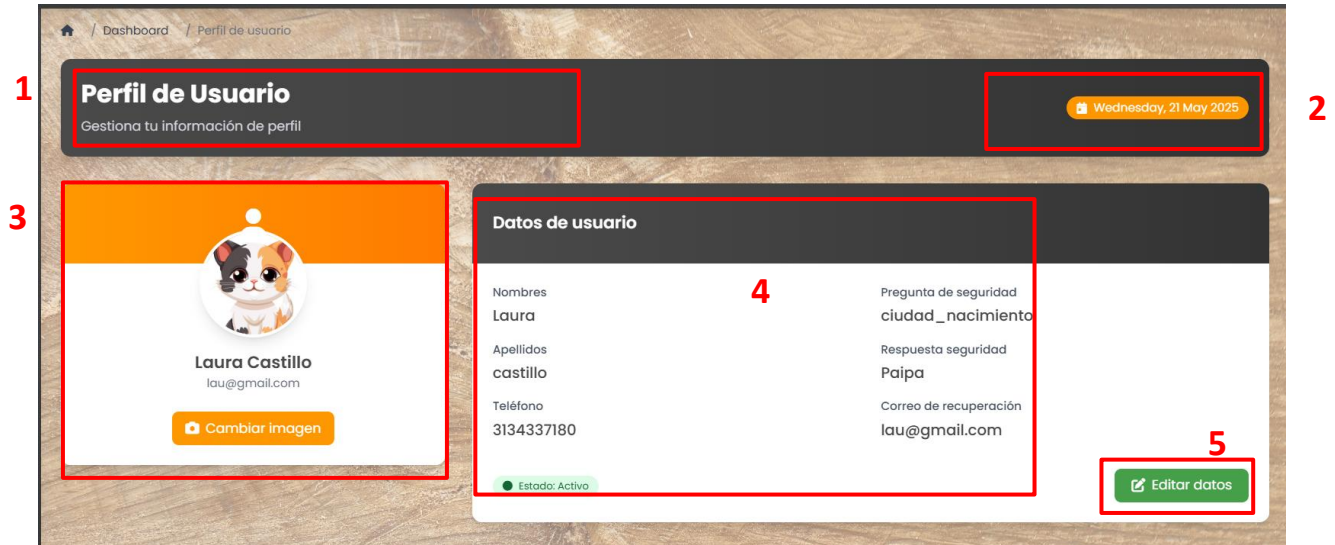 / Dashboard / Perfil de usuario
1
Perfil de Usuario
Gestiona tu información de perfil
Wednesday, 21 May 2025
2
3
Laura Castillo
lau@gmail.com
Cambiar imagen
Datos de usuario
4
Nombres
Laura
Apellidos
castillo
Teléfono
3134337180
Pregunta de seguridad
ciudad_nacimiento
Respuesta seguridad
Paipa
Correo de recuperación
lau@gmail.com
Estado: Activo
5
Editar datos